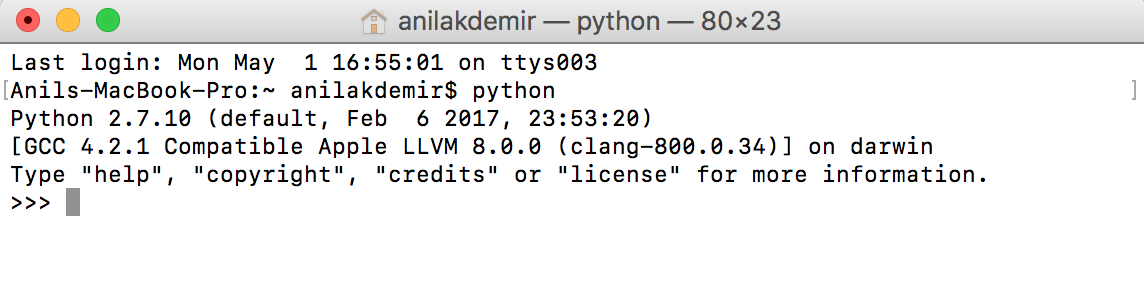 anilakdemir — python — 80×23
Last login: Mon May  1 16:55:01 on ttys003
[Anils-MacBook-Pro:~ anilakdemir$ python ]
Python 2.7.10 (default, Feb  6 2017, 23:53:20)
[GCC 4.2.1 Compatible Apple LLVM 8.0.0 (clang-800.0.34)] on darwin
Type "help", "copyright", "credits" or "license" for more information.
>>>